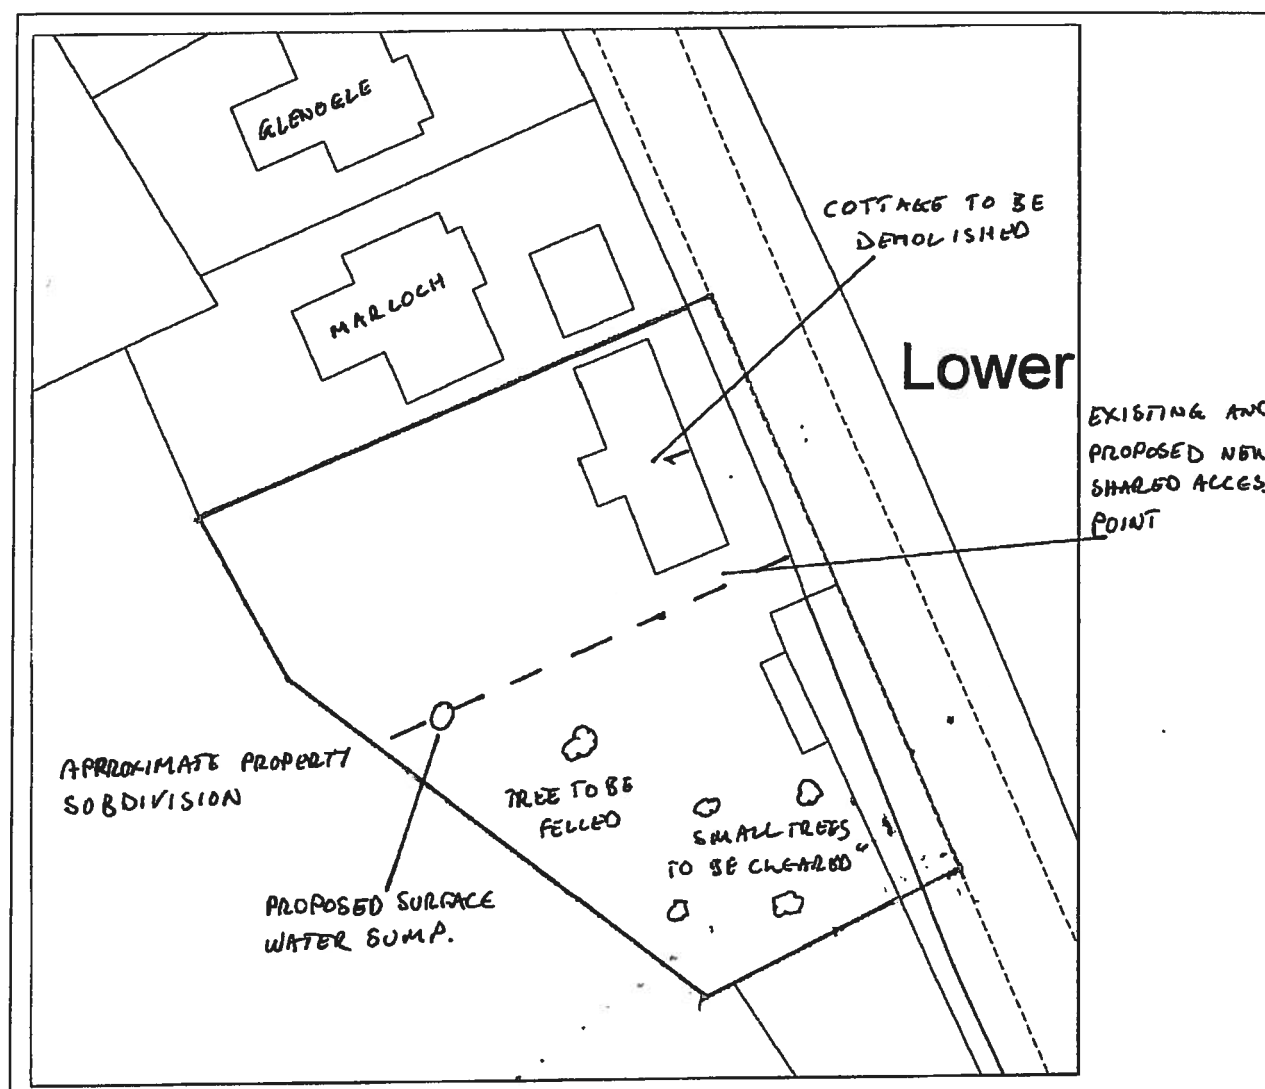 GLENOGLE
COTTAGE TO BE
DEMOLISHED
MARLOCH
Lower
EXISTING AND
PROPOSED NEW
SHARED ACCESS
POINT
APPROXIMATE PROPERTY
SUBDIVISION
TREE TO BE
FELLED
SMALL TREES
TO BE CLEARED
PROPOSED SURFACE
WATER SUMP.